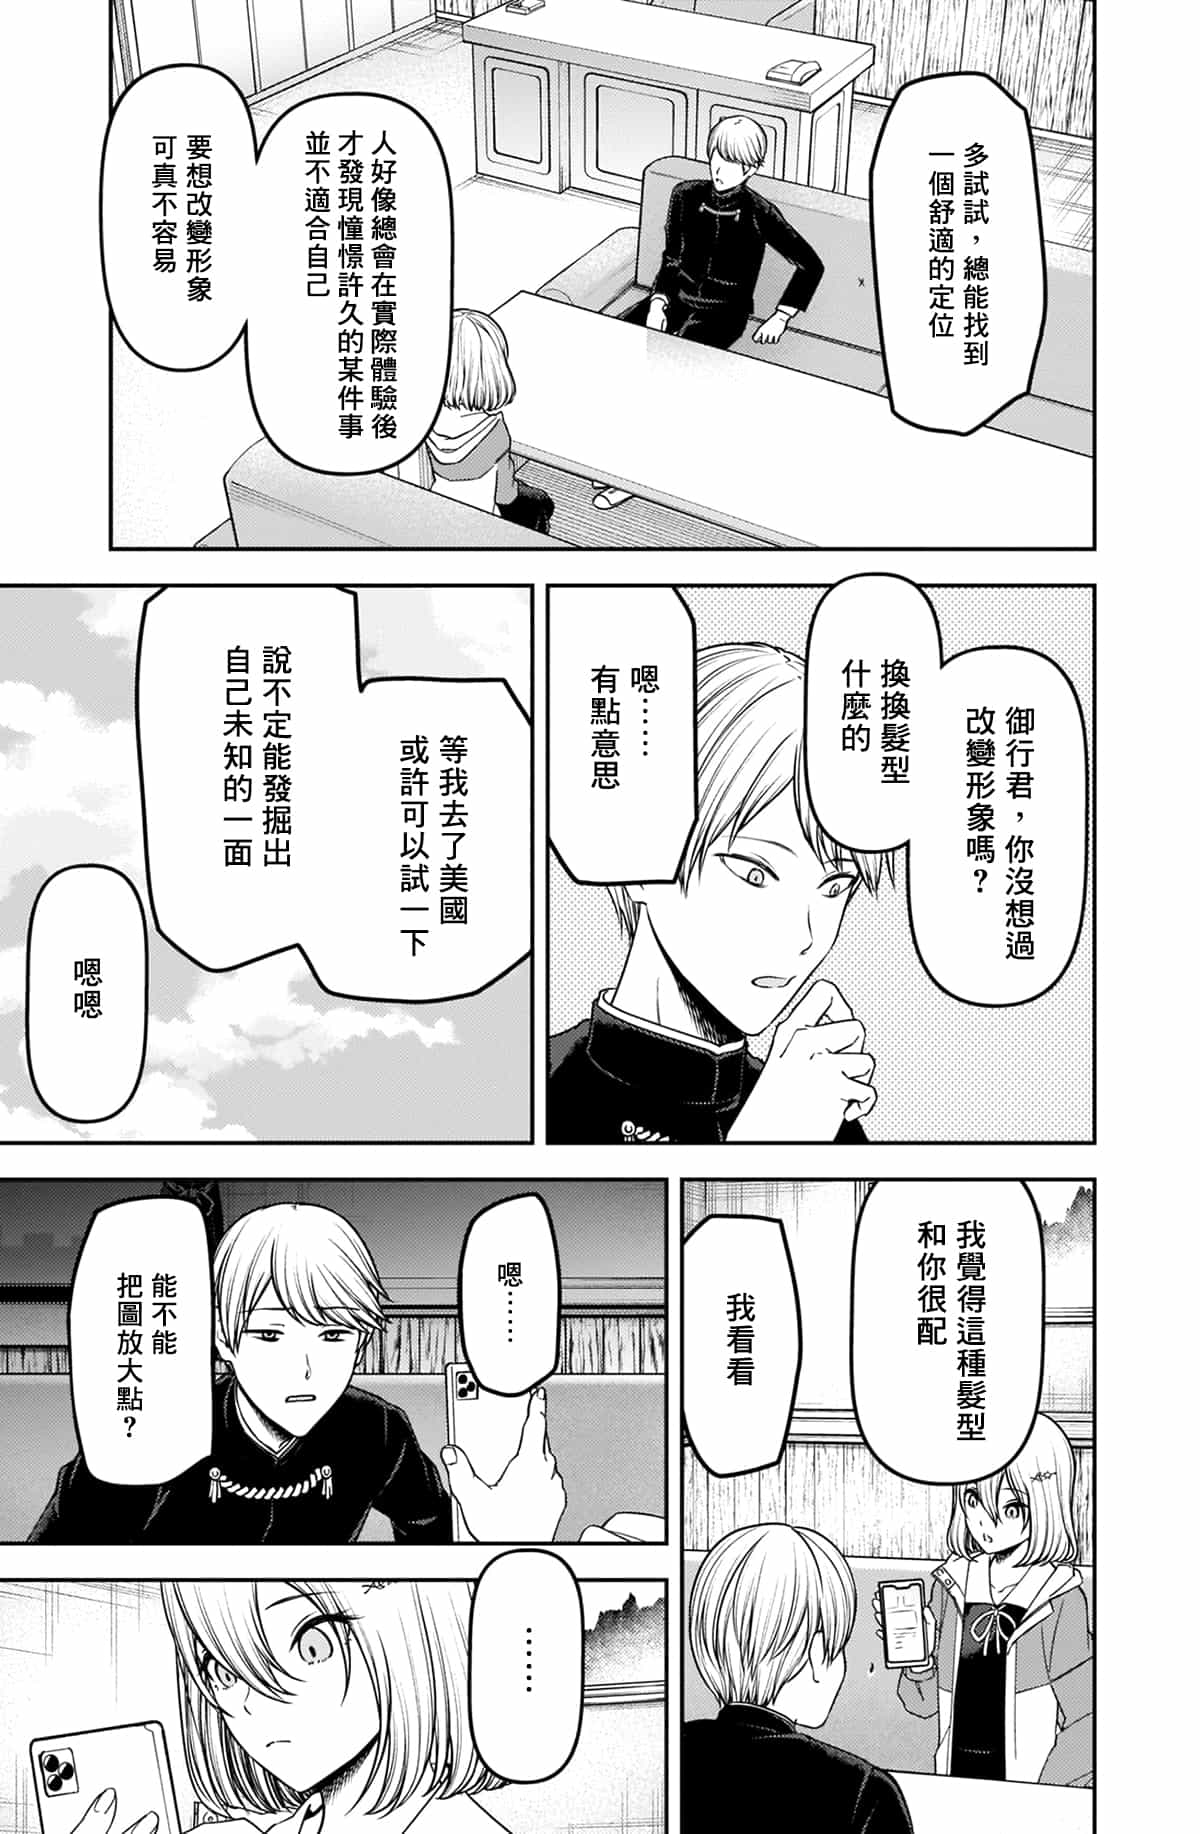 多試試，總能找到
一個舒適的定位
人好像總會在實際體驗後
才發現憧憬許久的某件事
並不適合自己
要想改變形象
可真不容易
御行君，你沒想過
改變形象嗎？
換換髮型
什麼的
嗯……
有點意思
等我去了美國
或許可以試一下
說不定能發掘出
自己未知的一面
嗯嗯
我覺得這種髮型
和你很配
我看看
嗯……
能不能
把圖放大點？
……